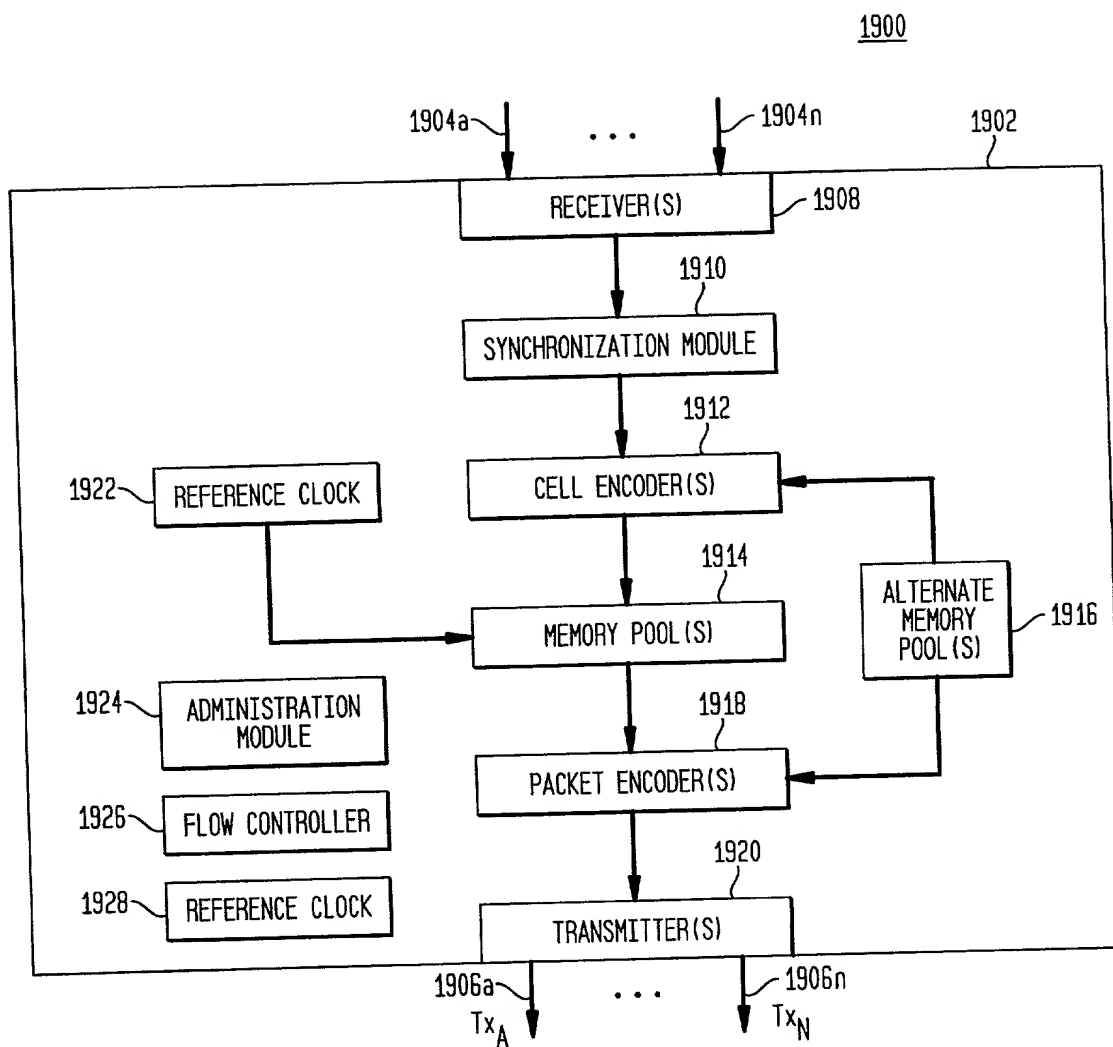 1900
1904a
• • •
1904n
1902
RECEIVER(S)
1908
1910
SYNCHRONIZATION MODULE
1912
CELL ENCODER(S)
1922
REFERENCE CLOCK
1914
MEMORY POOL(S)
ALTERNATE
MEMORY
POOL(S)
1916
1924
ADMINISTRATION
MODULE
1918
PACKET ENCODER(S)
1926
FLOW CONTROLLER
1920
1928
REFERENCE CLOCK
TRANSMITTER(S)
1906a
• • •
1906n
TxA
TxN